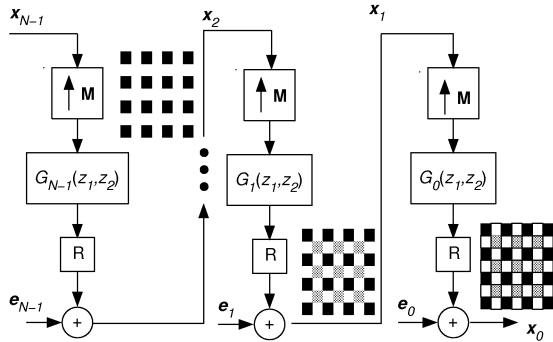 x_{N-1}
x_2
x_1
↑ M
↑ M
↑ M
G_{N-1}(z_1,z_2)
G_1(z_1,z_2)
G_0(z_1,z_2)
R
R
R
e_{N-1}
+
e_1
+
e_0
+
x_0